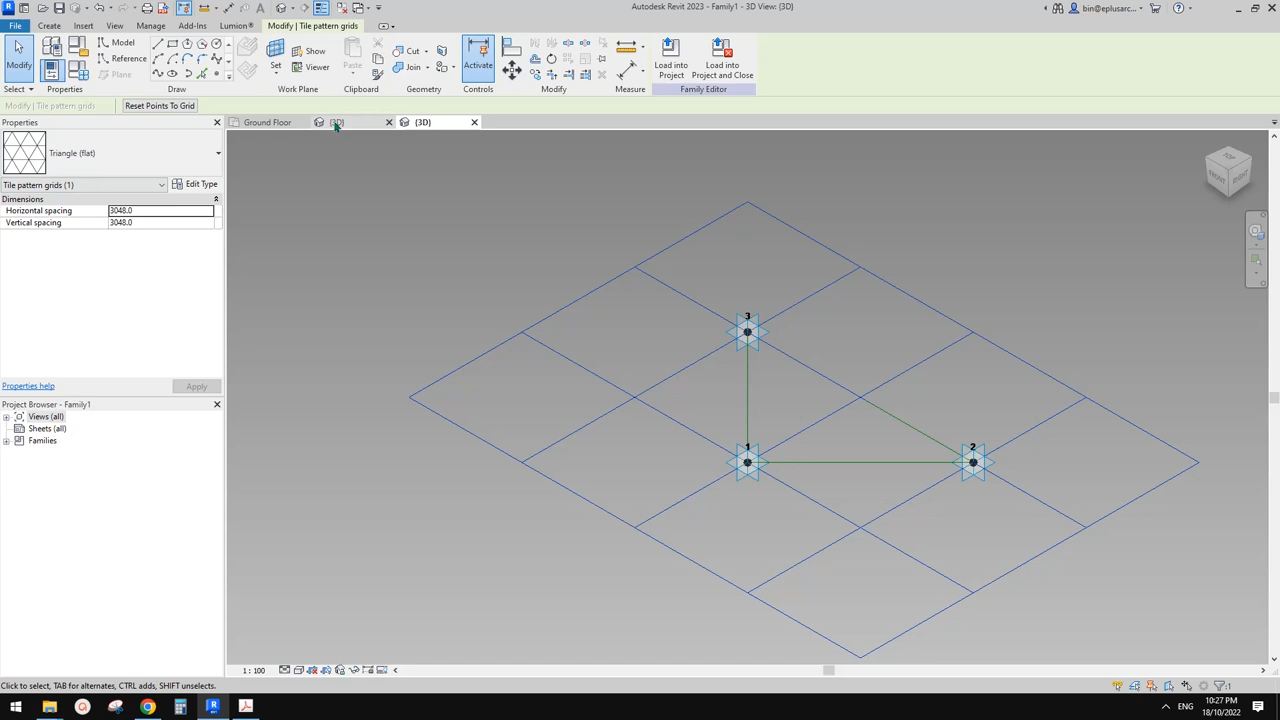 Autodesk Revit 2023 - Family1 - 3D View: {3D}
bin@eplusarc...
File
Create
Insert
View
Manage
Add-Ins
Lumion®
Modify | Tile pattern grids
Modify
Model
Reference
Plane
Set
Show
Viewer
Paste
Cut
Join
Activate
Load into
Project
Load into
Project and Close
Select
Properties
Draw
Work Plane
Clipboard
Geometry
Controls
Modify
Measure
Family Editor
Modify | Tile pattern grids
Reset Points To Grid
Properties
Ground Floor
{3D}
{3D}
Triangle (flat)
Tile pattern grids (1)
Edit Type
Dimensions
Horizontal spacing
3048.0
Vertical spacing
3048.0
TOP
FRONT
RIGHT
3
1
2
Properties help
Apply
Project Browser - Family1
Views (all)
Sheets (all)
Families
1 : 100
Click to select, TAB for alternates, CTRL adds, SHIFT unselects.
:1
ENG
10:27 PM
18/10/2022